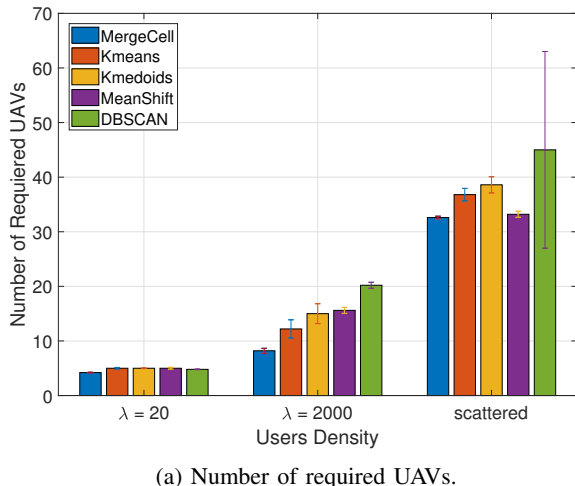 70
60
50
40
30
20
10
0
Number of Requiered UAVs
MergeCell
Kmeans
Kmedoids
MeanShift
DBSCAN
λ = 20
λ = 2000
scattered
Users Density
(a) Number of required UAVs.